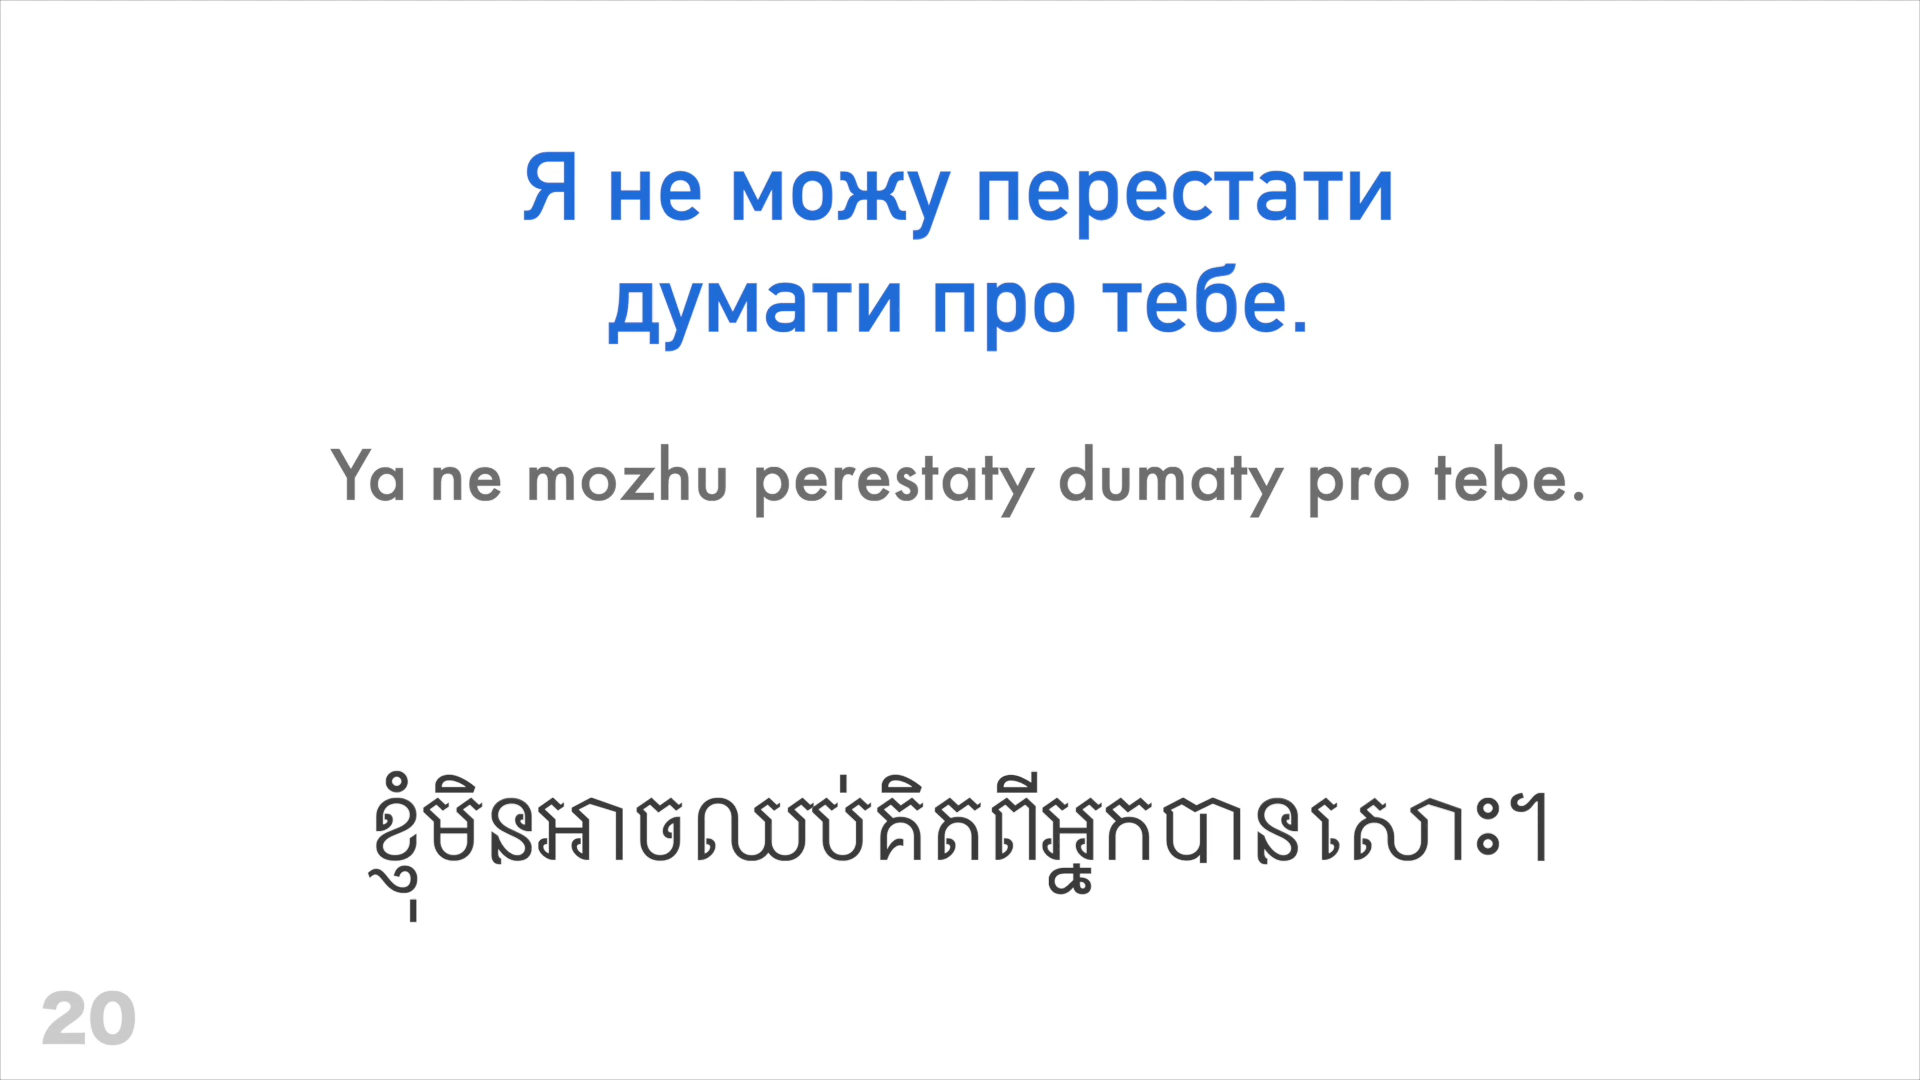 Я не можу перестати
думати про тебе.
Ya ne mozhu perestaty dumaty pro tebe.
ខ្ញុំមិនអាចឈប់គិតពីអ្នកបានសោះ។
20